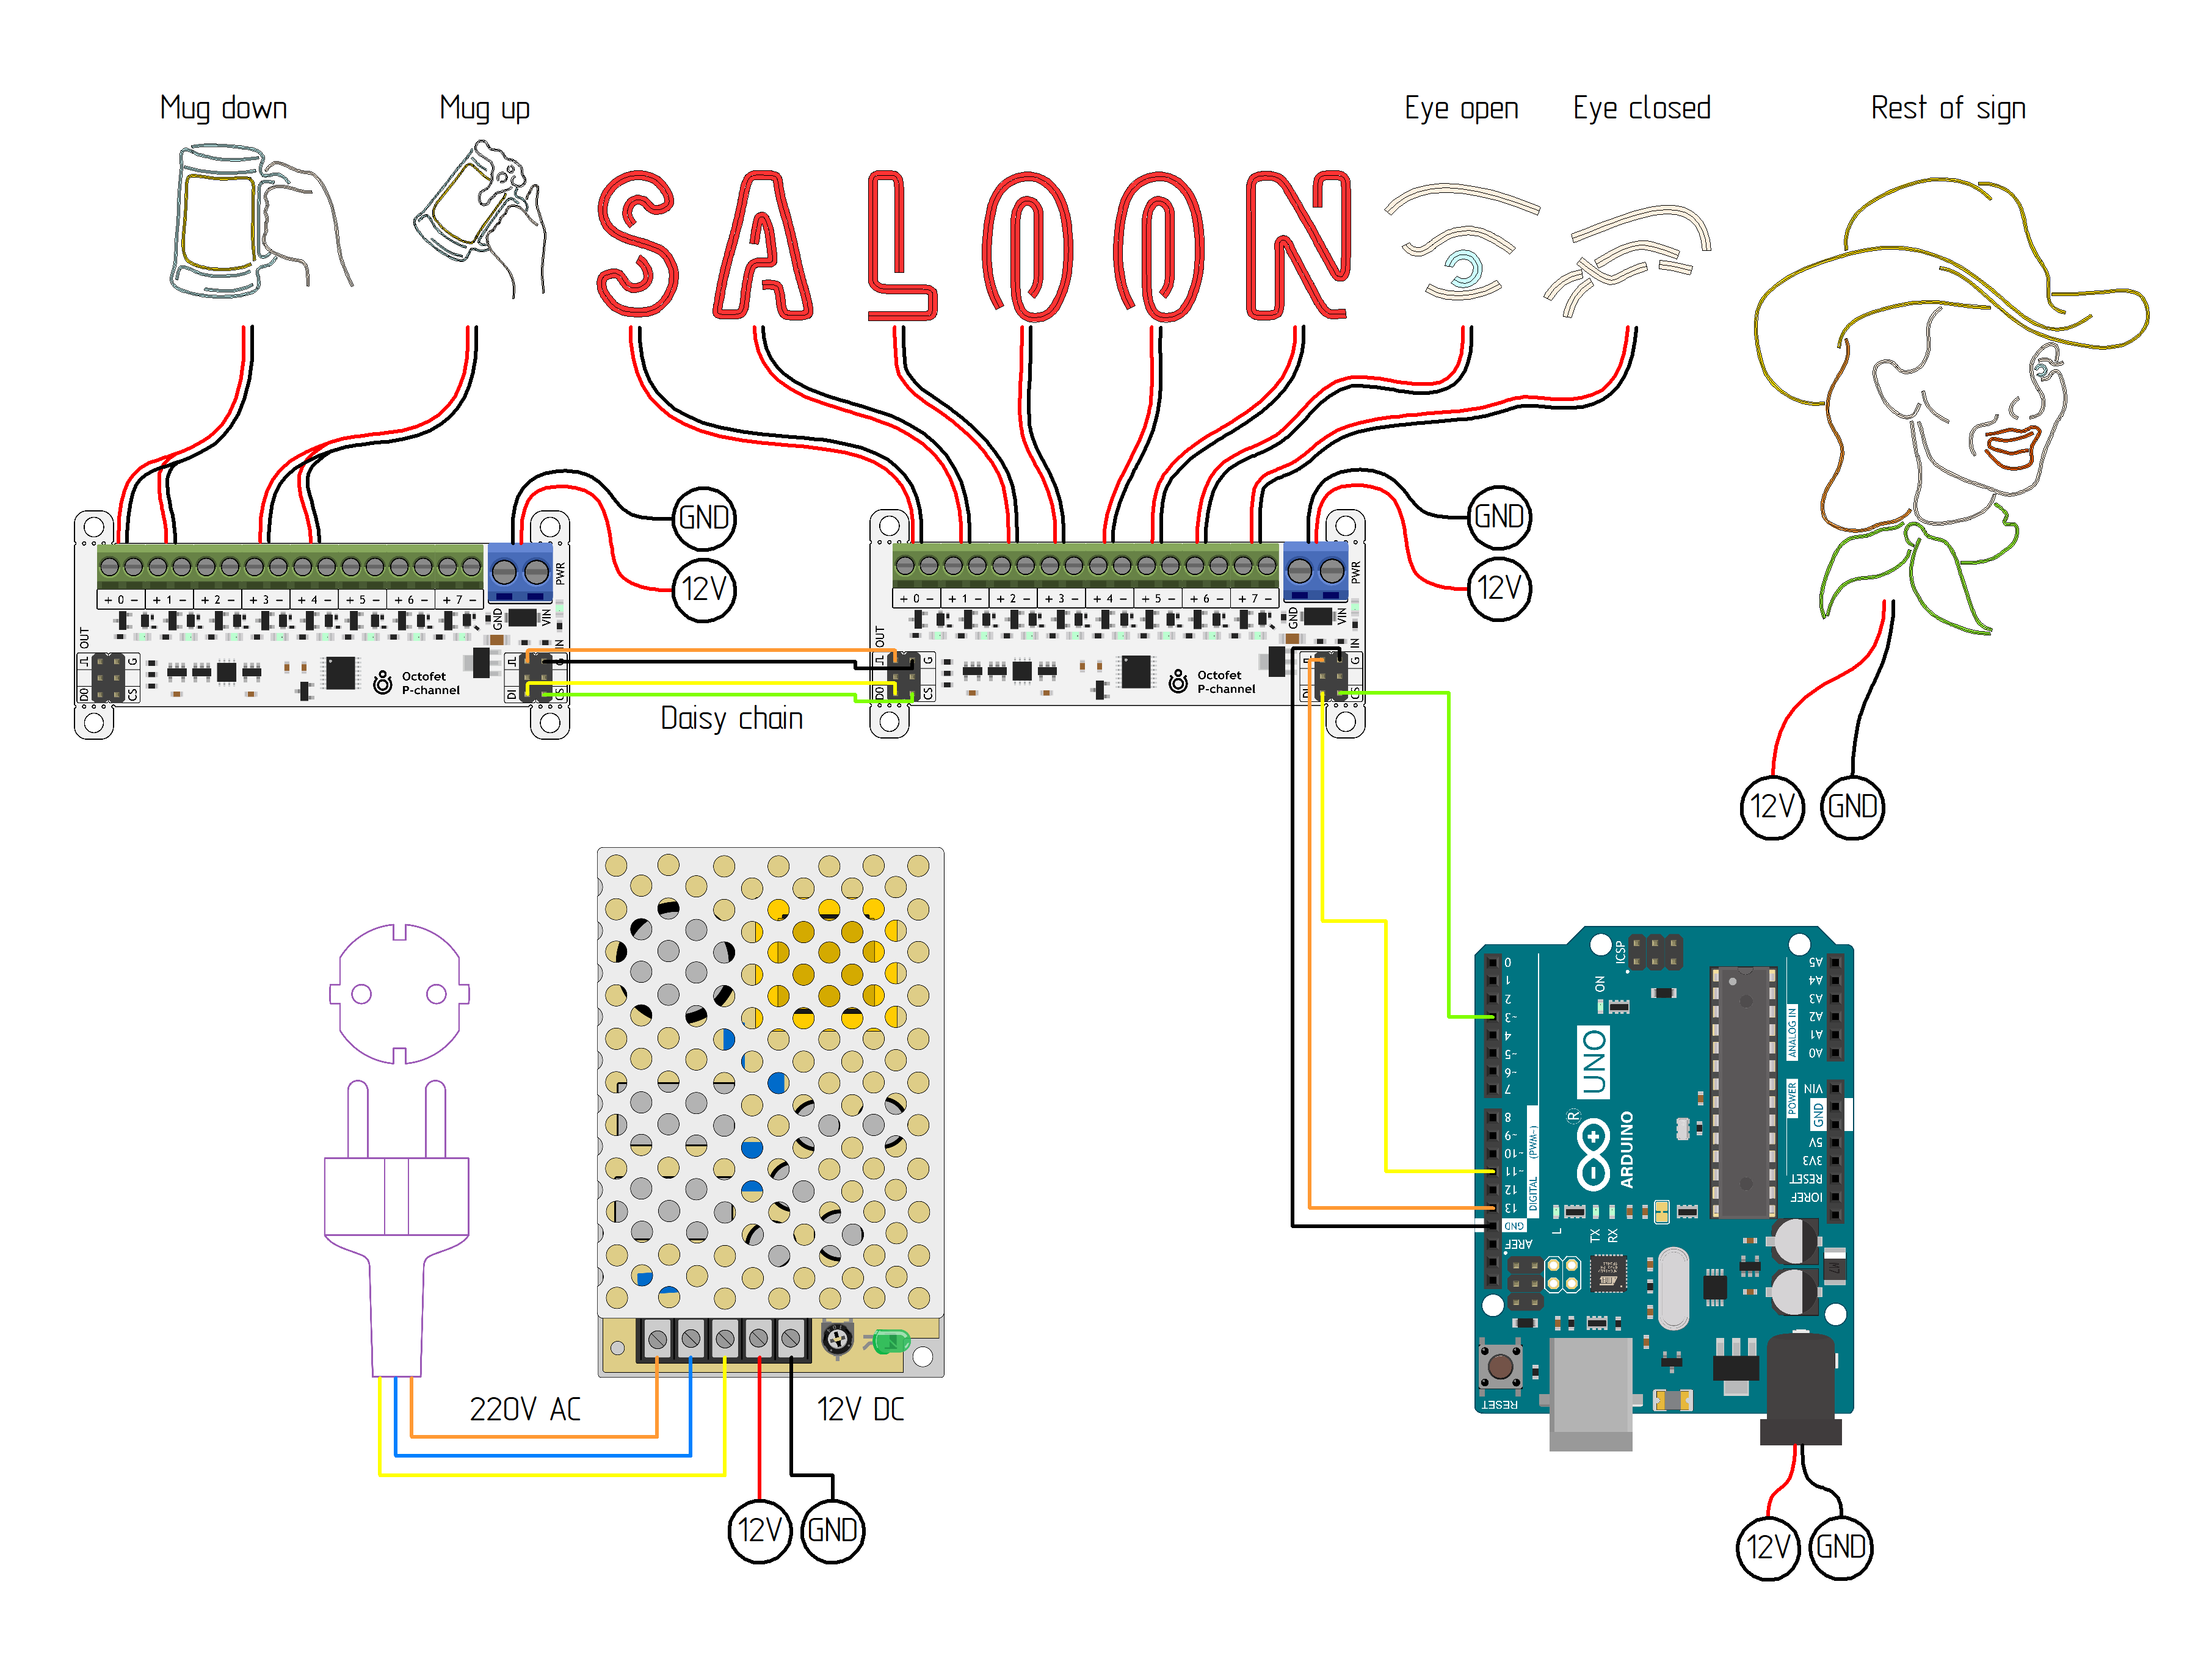 Mug down
Mug up
SALOON
Eye open
Eye closed
Rest of sign
GND
12V
PWR
+ 0 - + 1 - + 2 - + 3 - + 4 - + 5 - + 6 - + 7 -
GND
VIN
OUT
IN
G
DO
CS
Octofet
P-channel
G
DI
Daisy chain
GND
12V
PWR
+ 0 - + 1 - + 2 - + 3 - + 4 - + 5 - + 6 - + 7 -
GND
VIN
OUT
IN
G
DO
CS
Octofet
P-channel
G
DI
CS
12V
GND
220V AC
12V DC
12V
GND
ICSP
ON
0
1
2
~3
4
~5
~6
7
8
~9
~10
~11
12
13
GND
AREF
DIGITAL (PWM~)
UNO
ARDUINO
R
L
TX
RX
RESET
A5
A4
A3
A2
A1
A0
ANALOG IN
VIN
GND
5V
3V3
RESET
IOREF
POWER
12V
GND